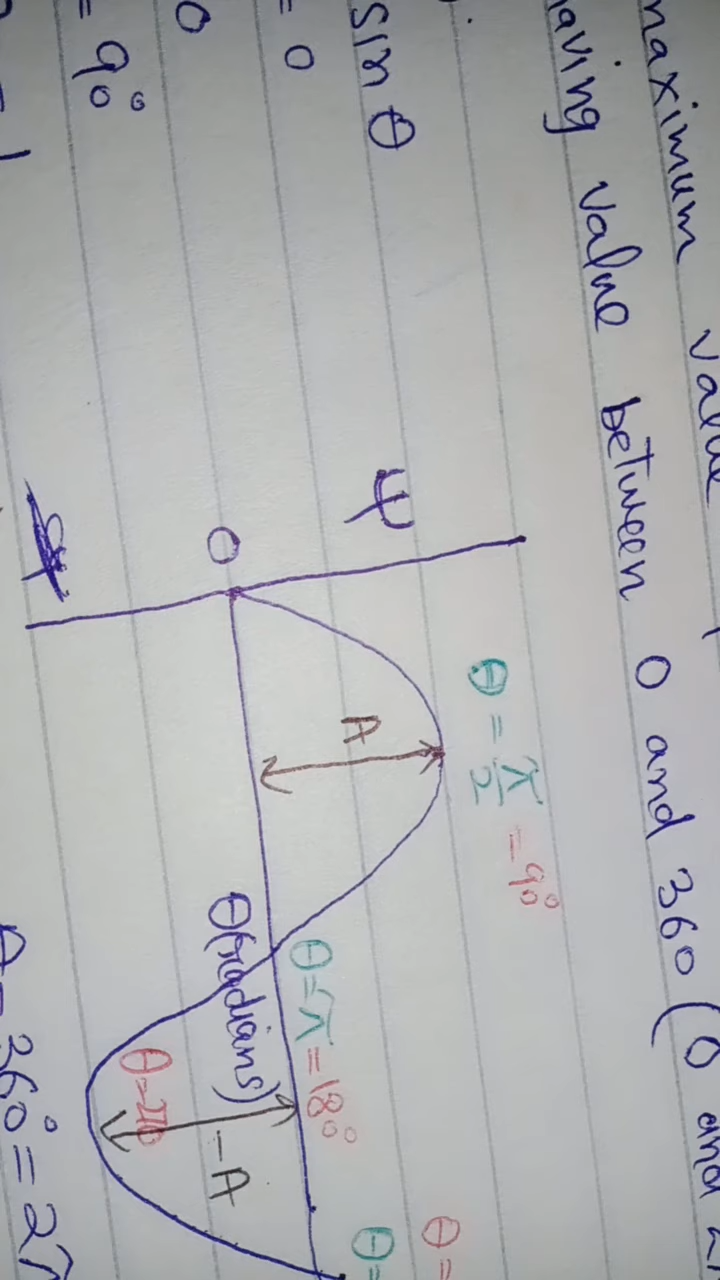 maximum value
having value between 0 and 360 (0 and
sin θ
= 0
0
= 90°
ψ
0
θ = π/2 = 90°
A
θ = π = 180°
θ(radians)
-A
θ =
θ =
θ = 360° = 2π